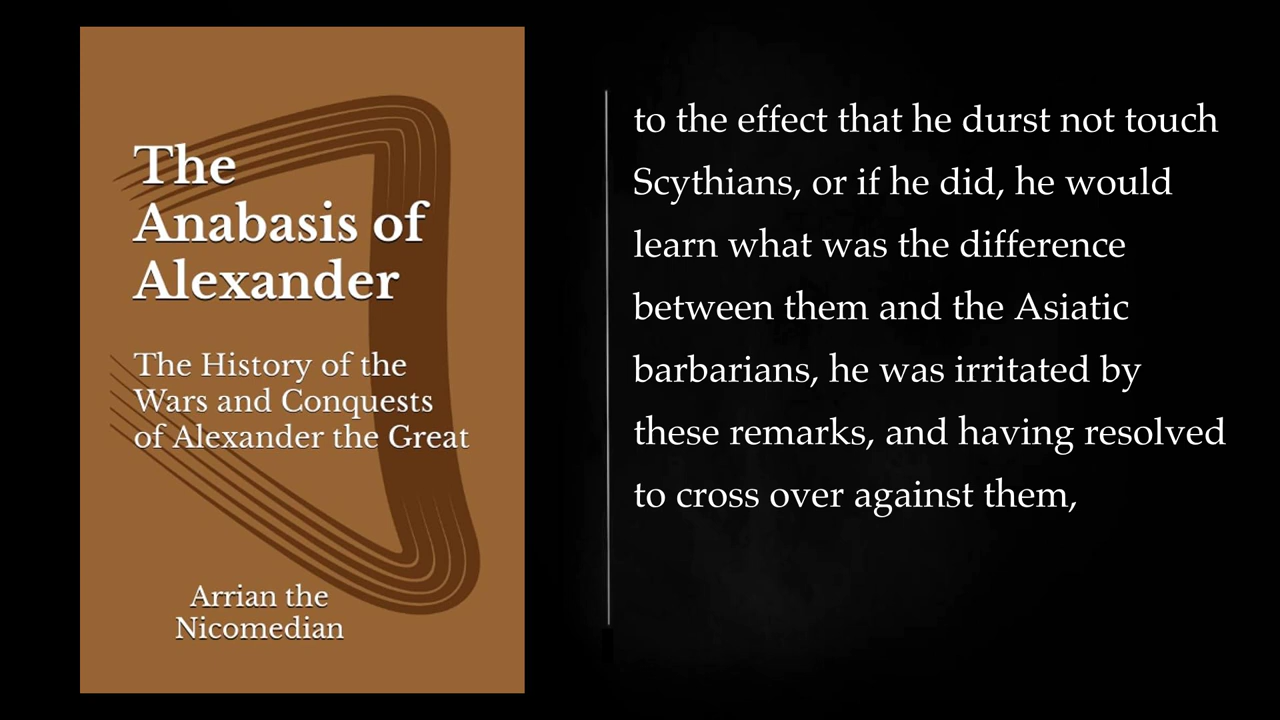 The
Anabasis of
Alexander
The History of the
Wars and Conquests
of Alexander the Great
Arrian the
Nicomedian
to the effect that he durst not touch
Scythians, or if he did, he would
learn what was the difference
between them and the Asiatic
barbarians, he was irritated by
these remarks, and having resolved
to cross over against them,